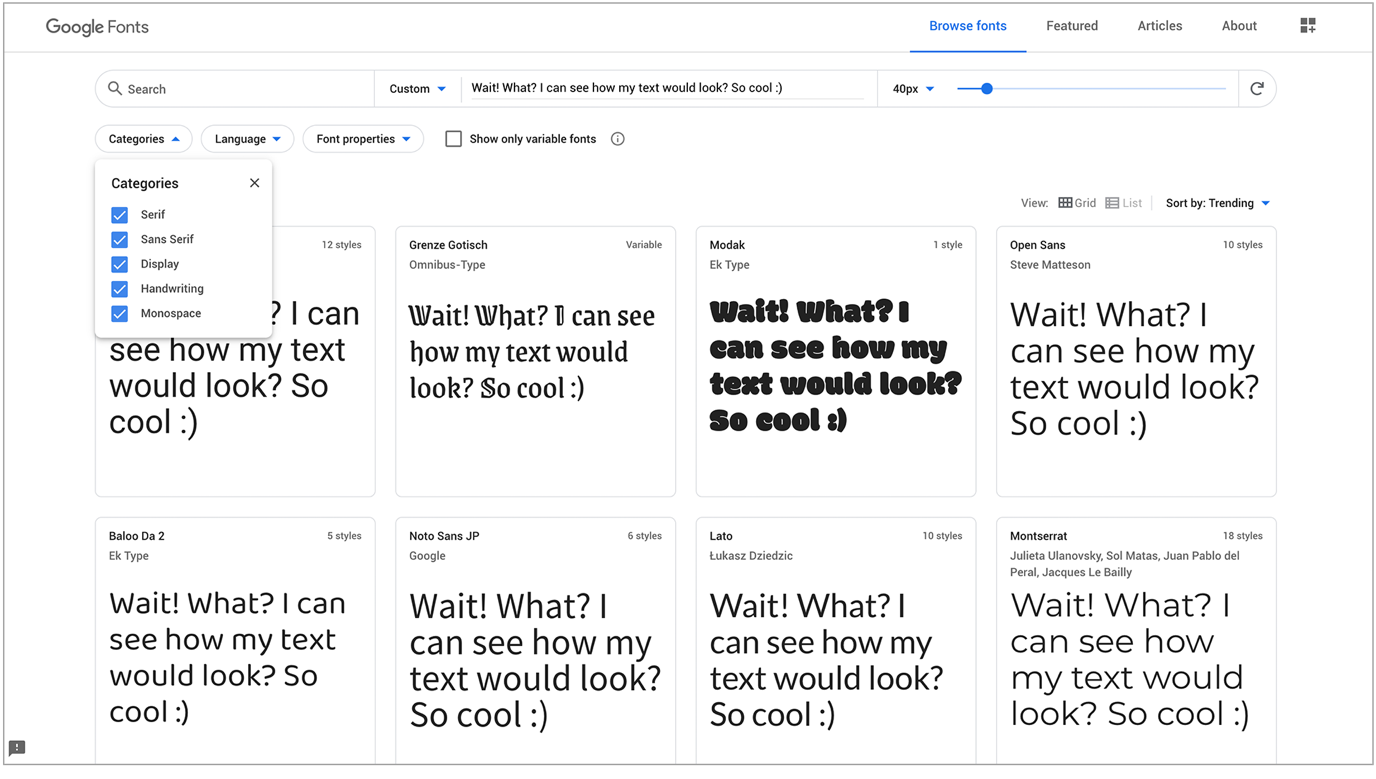 Google Fonts
Browse fonts
Featured
Articles
About
Search
Custom
Wait! What? I can see how my text would look? So cool :)
40px
Categories
Language
Font properties
Show only variable fonts
Categories
Serif
Sans Serif
Display
Handwriting
Monospace
View:
Grid
List
Sort by: Trending
12 styles
? I can
see how my text
would look? So
cool :)
Grenze Gotisch
Variable
Omnibus-Type
Wait! What? I can see
how my text would
look? So cool :)
Modak
1 style
Ek Type
Wait! What? I
can see how my
text would look?
So cool :)
Open Sans
10 styles
Steve Matteson
Wait! What? I
can see how my
text would look?
So cool :)
Baloo Da 2
5 styles
Ek Type
Wait! What? I can
see how my text
would look? So
cool :)
Noto Sans JP
6 styles
Google
Wait! What? I
can see how my
text would look?
So cool :)
Lato
10 styles
Łukasz Dziedzic
Wait! What? I
can see how my
text would look?
So cool :)
Montserrat
18 styles
Julieta Ulanovsky, Sol Matas, Juan Pablo del
Peral, Jacques Le Bailly
Wait! What? I
can see how
my text would
look? So cool :)